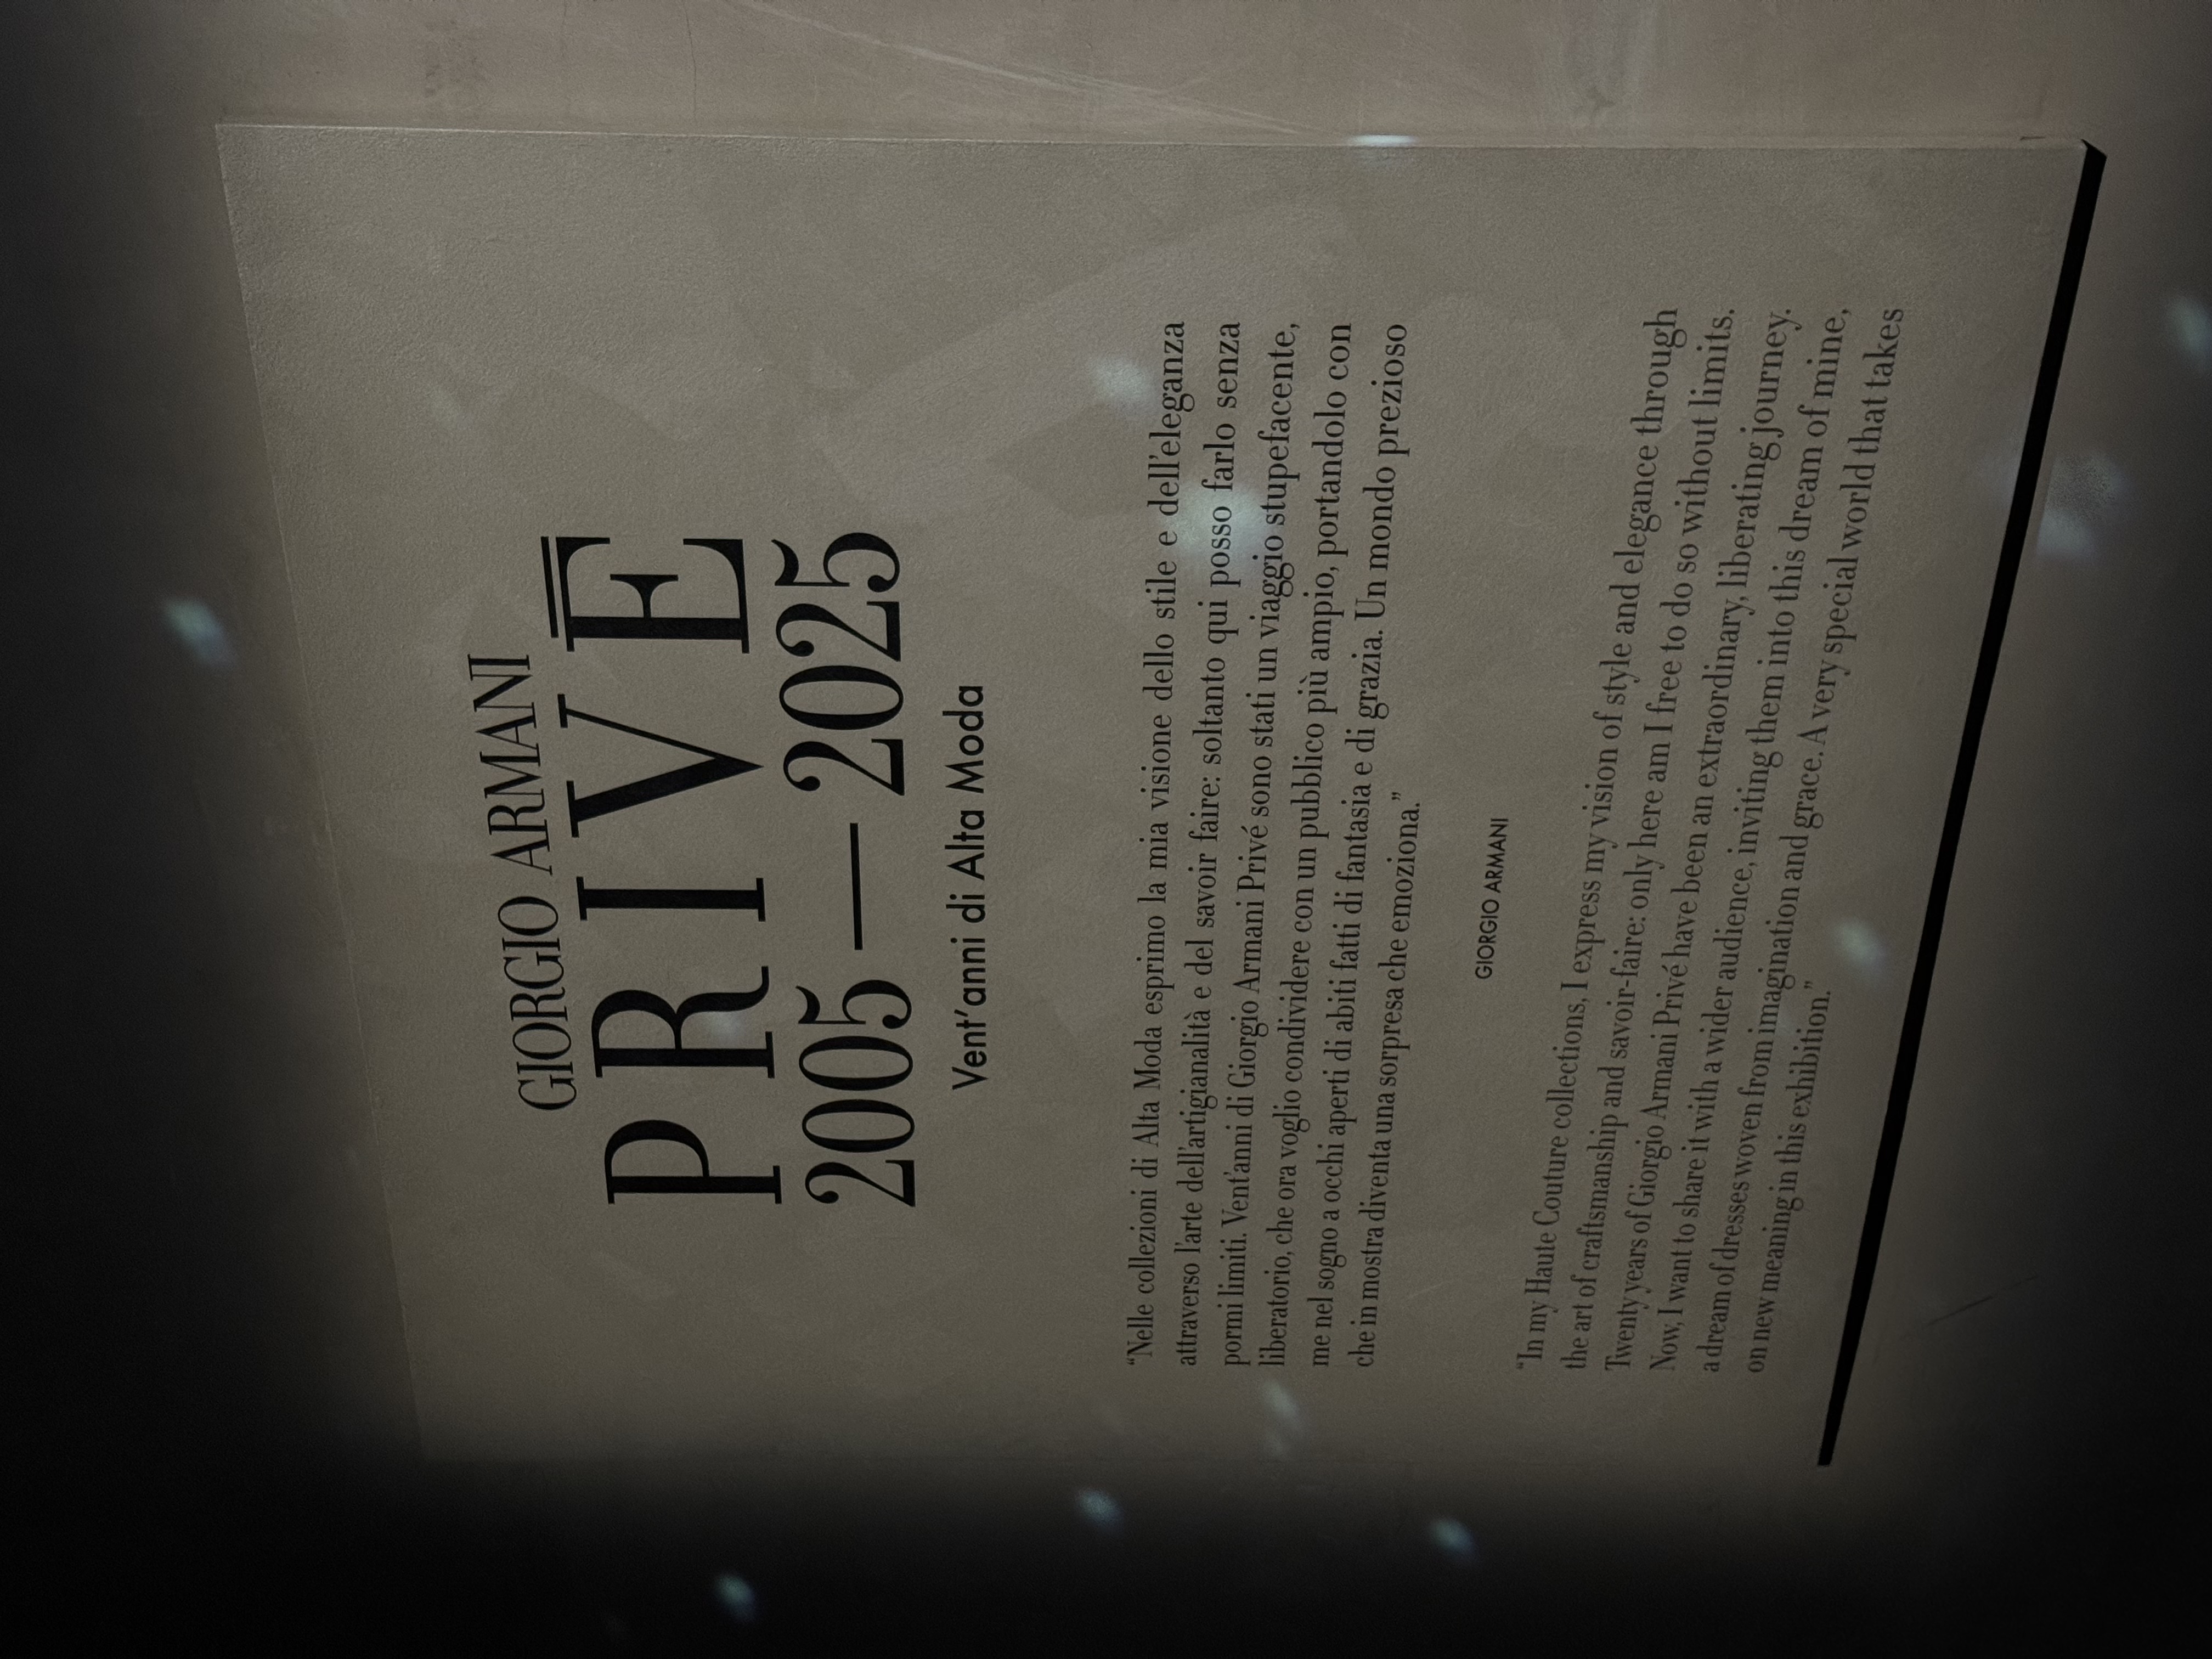 GIORGIO ARMANI
PRIVĒ
2005 — 2025
Vent'anni di Alta Moda
“Nelle collezioni di Alta Moda esprimo la mia visione dello stile e dell'eleganza
attraverso l'arte dell'artigianalità e del savoir faire: soltanto qui posso farlo senza
pormi limiti. Vent'anni di Giorgio Armani Privé sono stati un viaggio stupefacente,
liberatorio, che ora voglio condividere con un pubblico più ampio, portandolo con
me nel sogno a occhi aperti di abiti fatti di fantasia e di grazia. Un mondo prezioso
che in mostra diventa una sorpresa che emoziona.”
GIORGIO ARMANI
“In my Haute Couture collections, I express my vision of style and elegance through
the art of craftsmanship and savoir-faire: only here am I free to do so without limits.
Twenty years of Giorgio Armani Privé have been an extraordinary, liberating journey.
Now, I want to share it with a wider audience, inviting them into this dream of mine,
a dream of dresses woven from imagination and grace. A very special world that takes
on new meaning in this exhibition.”